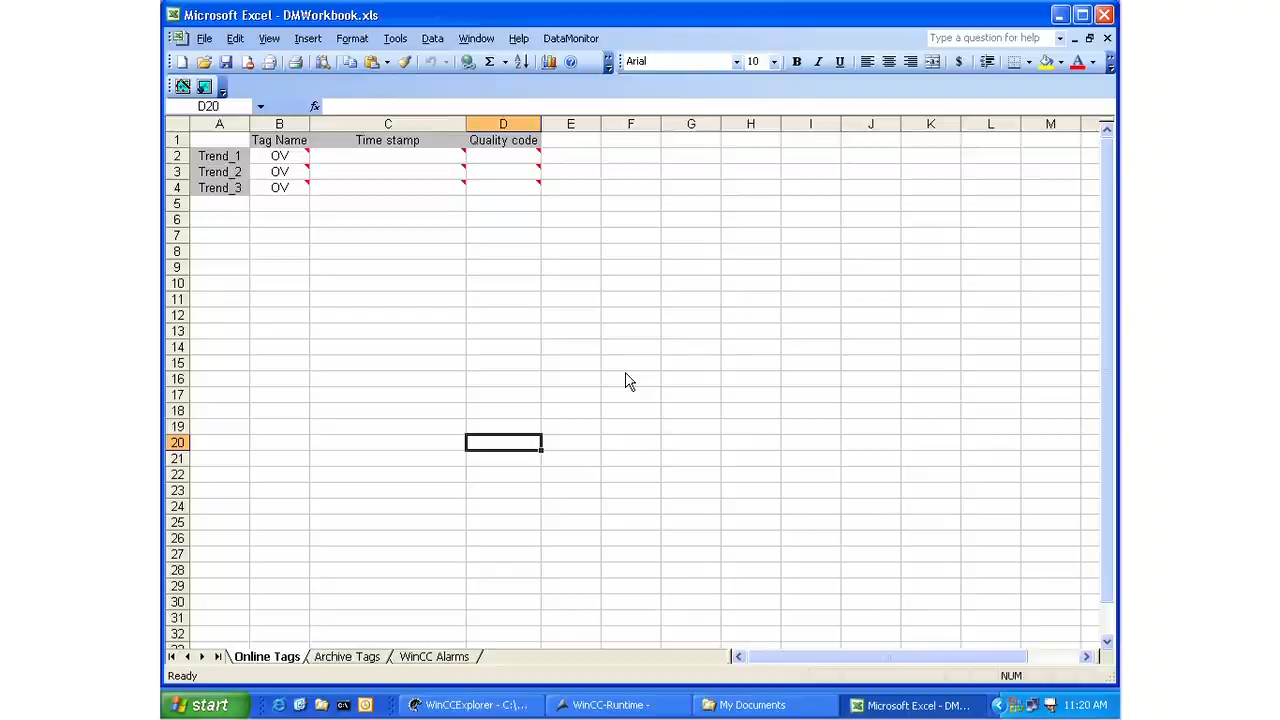 Microsoft Excel - DMWorkbook.xls
File Edit View Insert Format Tools Data Window Help DataMonitor Type a question for help
Arial 10 B I U $ A
D20 fx
A B C D E F G H I J K L M
1 Tag Name Time stamp Quality code
2 Trend_1 OV
3 Trend_2 OV
4 Trend_3 OV
5
6
7
8
9
10
11
12
13
14
15
16
17
18
19
20
21
22
23
24
25
26
27
28
29
30
31
32
Online Tags Archive Tags WinCC Alarms
Ready NUM
start WinCCExplorer - C:\... WinCC-Runtime - My Documents Microsoft Excel - DM... 11:20 AM